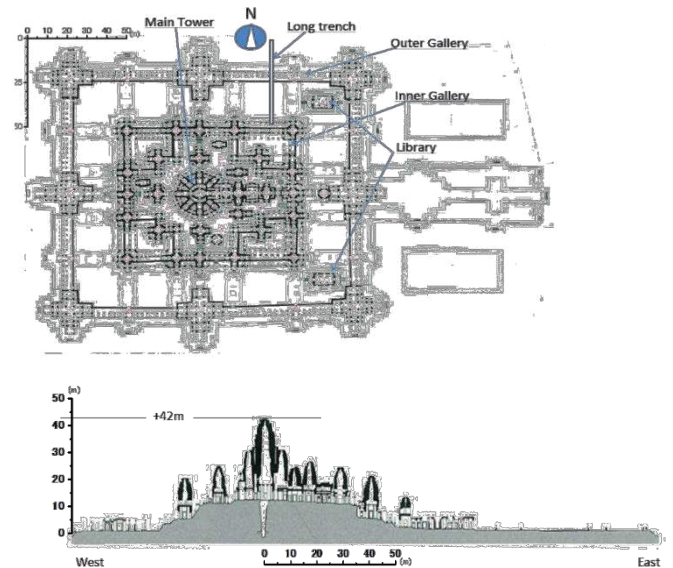 N
Main Tower
Long trench
0 10 20 30 40 50
(m)
Outer Gallery
0
25
50
Inner Gallery
Library
(m)
50
+42m
40
30
20
10
0
0 10 20 30 40 50
(m)
West
East